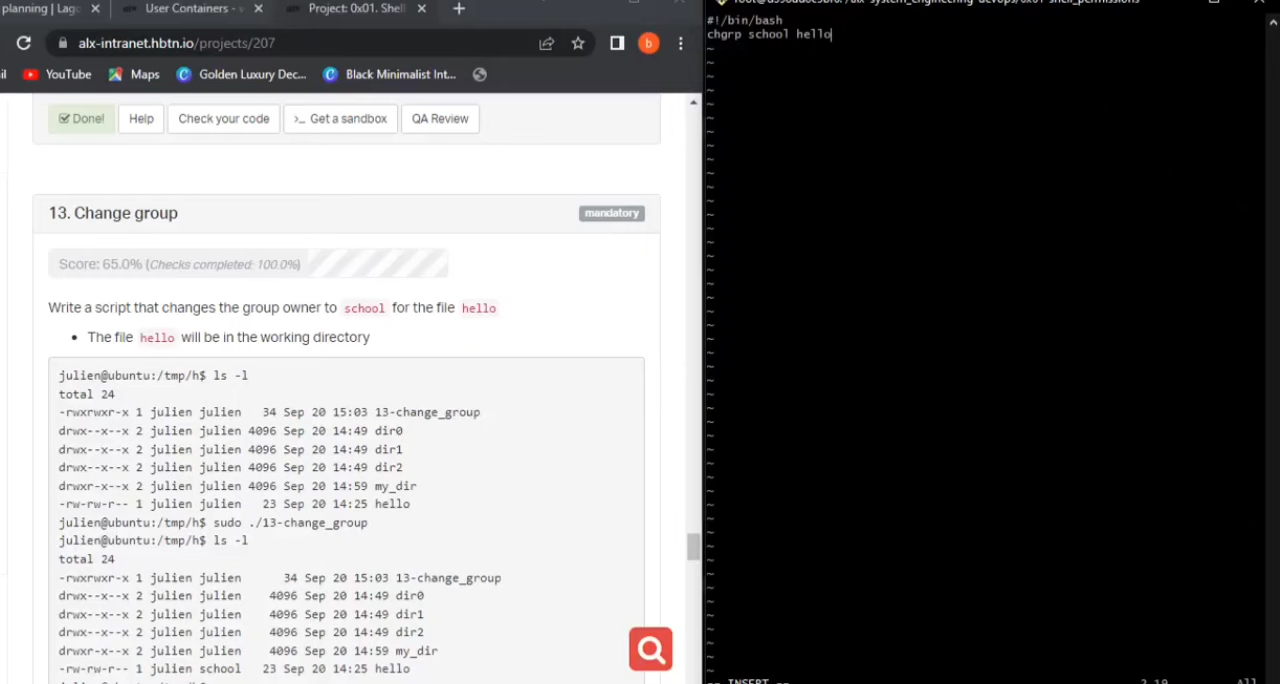 planning | Lago
User Containers -
Project: 0x01. Shell
alx-intranet.hbtn.io/projects/207
b
YouTube
Maps
Golden Luxury Dec...
Black Minimalist Int...
Done!
Help
Check your code
>_ Get a sandbox
QA Review
13. Change group
mandatory
Score: 65.0% (Checks completed: 100.0%)
Write a script that changes the group owner to school for the file hello
• The file hello will be in the working directory
julien@ubuntu:/tmp/h$ ls -l
total 24
-rwxrwxr-x 1 julien julien   34 Sep 20 15:03 13-change_group
drwx--x--x 2 julien julien 4096 Sep 20 14:49 dir0
drwx--x--x 2 julien julien 4096 Sep 20 14:49 dir1
drwx--x--x 2 julien julien 4096 Sep 20 14:49 dir2
drwxr-x--x 2 julien julien 4096 Sep 20 14:59 my_dir
-rw-rw-r-- 1 julien julien   23 Sep 20 14:25 hello
julien@ubuntu:/tmp/h$ sudo ./13-change_group
julien@ubuntu:/tmp/h$ ls -l
total 24
-rwxrwxr-x 1 julien julien      34 Sep 20 15:03 13-change_group
drwx--x--x 2 julien julien    4096 Sep 20 14:49 dir0
drwx--x--x 2 julien julien    4096 Sep 20 14:49 dir1
drwx--x--x 2 julien julien    4096 Sep 20 14:49 dir2
drwxr-x--x 2 julien julien    4096 Sep 20 14:59 my_dir
-rw-rw-r-- 1 julien school   23 Sep 20 14:25 hello
#!/bin/bash
chgrp school hello
-- INSERT --
2,19
All